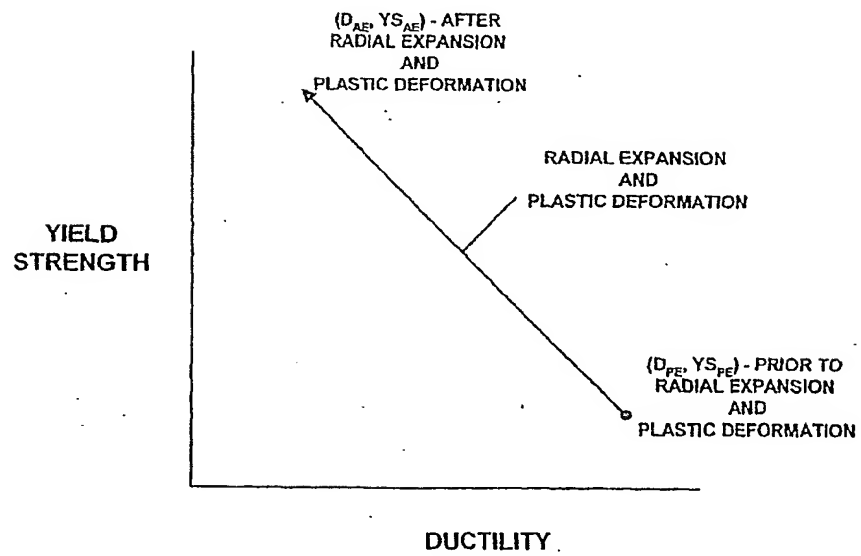 (D_AE, YS_AE) - AFTER
RADIAL EXPANSION
AND
PLASTIC DEFORMATION
RADIAL EXPANSION
AND
PLASTIC DEFORMATION
YIELD
STRENGTH
(D_PE, YS_PE) - PRIOR TO
RADIAL EXPANSION
AND
PLASTIC DEFORMATION
DUCTILITY